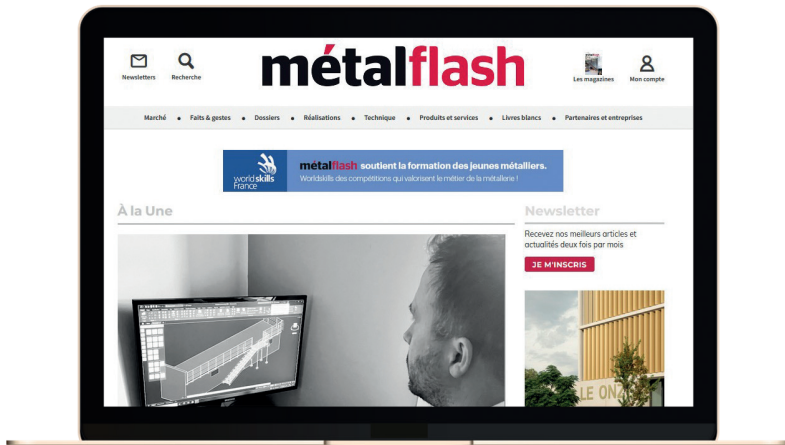 Newsletters
Recherche
métalflash
Les magazines
Mon compte
Marché • Faits & gestes • Dossiers • Réalisations • Technique • Produits et services • Livres blancs • Partenaires et entreprises
worldskills
France
métalflash soutient la formation des jeunes métalliers.
Worldskills des compétitions qui valorisent le métier de la métallerie !
À la Une
Newsletter
Recevez nos meilleurs articles et
actualités deux fois par mois
JE M'INSCRIS
LE ONZ